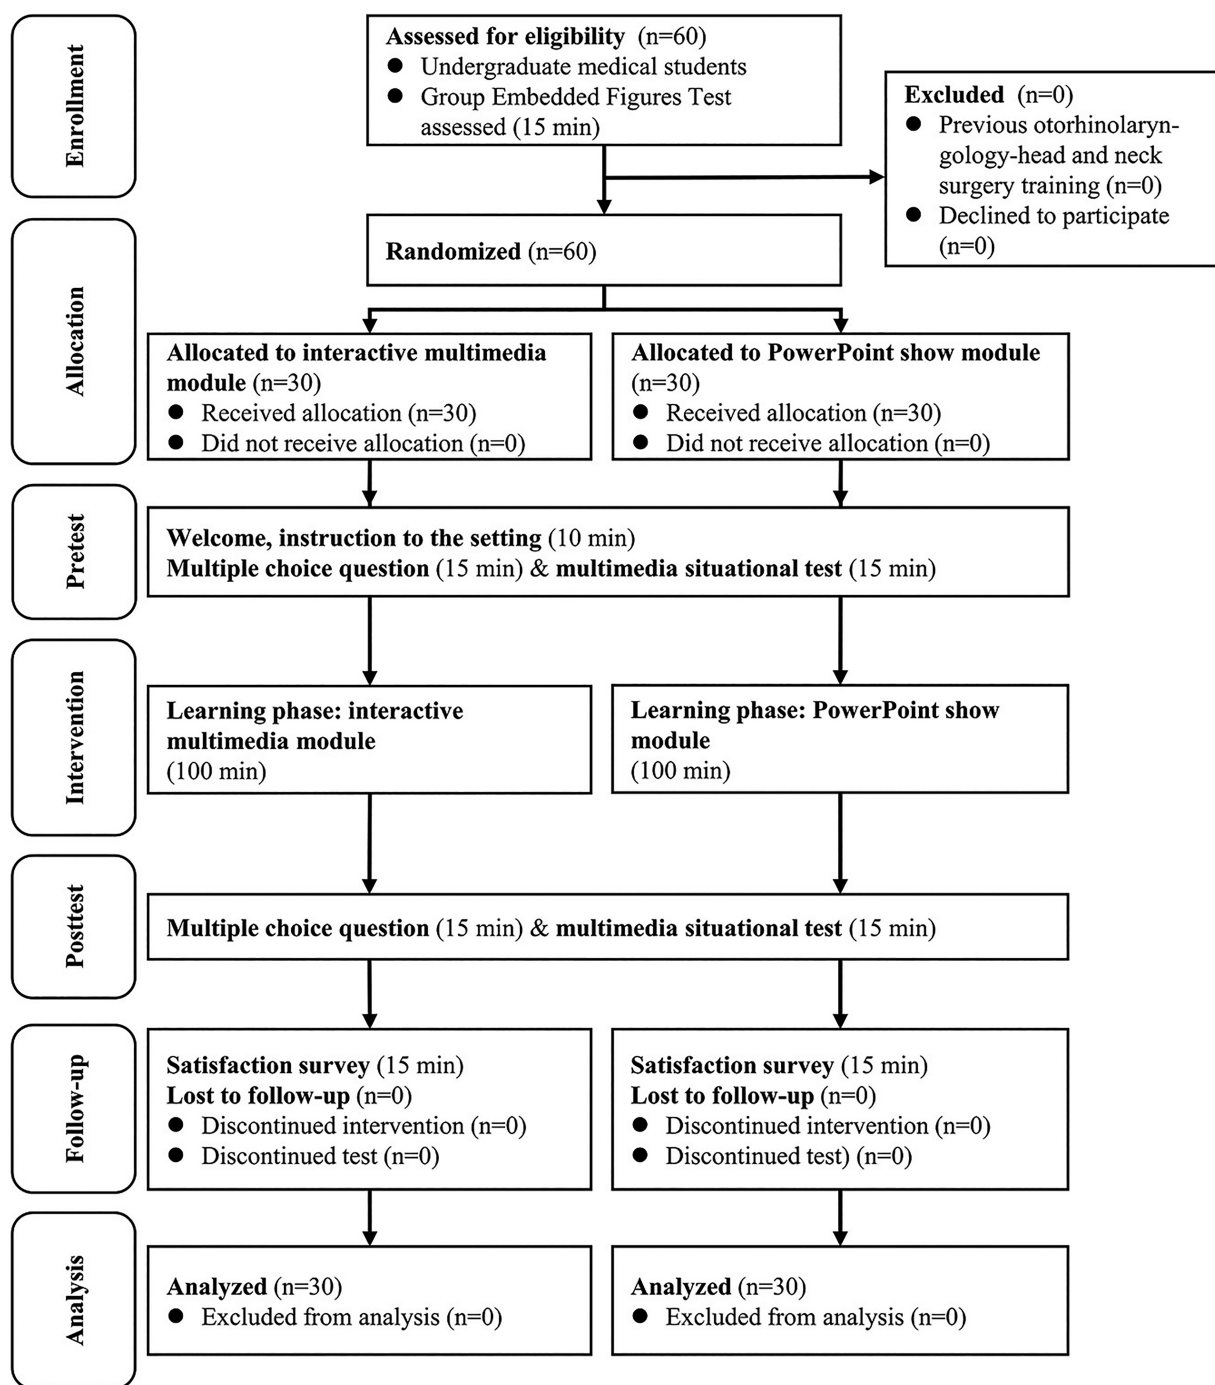 Enrollment
Assessed for eligibility (n=60)
● Undergraduate medical students
● Group Embedded Figures Test
assessed (15 min)
Excluded (n=0)
● Previous otorhinolaryn-
gology-head and neck
surgery training (n=0)
● Declined to participate
(n=0)
Allocation
Randomized (n=60)
Allocated to interactive multimedia
module (n=30)
● Received allocation (n=30)
● Did not receive allocation (n=0)
Allocated to PowerPoint show module
(n=30)
● Received allocation (n=30)
● Did not receive allocation (n=0)
Pretest
Welcome, instruction to the setting (10 min)
Multiple choice question (15 min) & multimedia situational test (15 min)
Intervention
Learning phase: interactive
multimedia module
(100 min)
Learning phase: PowerPoint show
module
(100 min)
Posttest
Multiple choice question (15 min) & multimedia situational test (15 min)
Follow-up
Satisfaction survey (15 min)
Lost to follow-up (n=0)
● Discontinued intervention (n=0)
● Discontinued test (n=0)
Satisfaction survey (15 min)
Lost to follow-up (n=0)
● Discontinued intervention (n=0)
● Discontinued test) (n=0)
Analysis
Analyzed (n=30)
● Excluded from analysis (n=0)
Analyzed (n=30)
● Excluded from analysis (n=0)